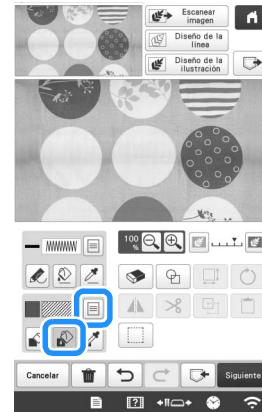 Escanear
imagen
Diseño de la
línea
Diseño de la
ilustración
100
%
Cancelar
Siguiente